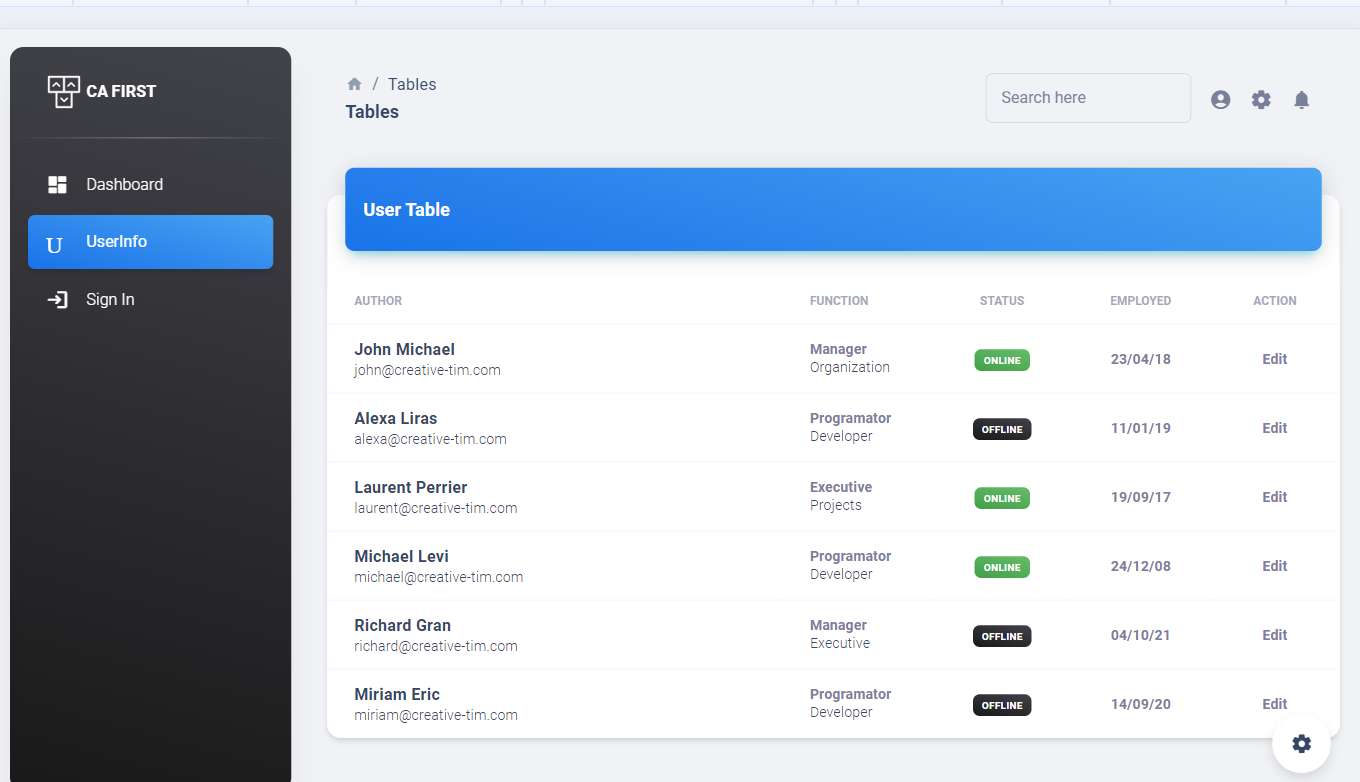 CA FIRST
Dashboard
U UserInfo
Sign In
/ Tables
Tables
Search here
User Table
AUTHOR FUNCTION STATUS EMPLOYED ACTION
John Michael Manager ONLINE 23/04/18 Edit
john@creative-tim.com Organization
Alexa Liras Programator OFFLINE 11/01/19 Edit
alexa@creative-tim.com Developer
Laurent Perrier Executive ONLINE 19/09/17 Edit
laurent@creative-tim.com Projects
Michael Levi Programator ONLINE 24/12/08 Edit
michael@creative-tim.com Developer
Richard Gran Manager OFFLINE 04/10/21 Edit
richard@creative-tim.com Executive
Miriam Eric Programator OFFLINE 14/09/20 Edit
miriam@creative-tim.com Developer